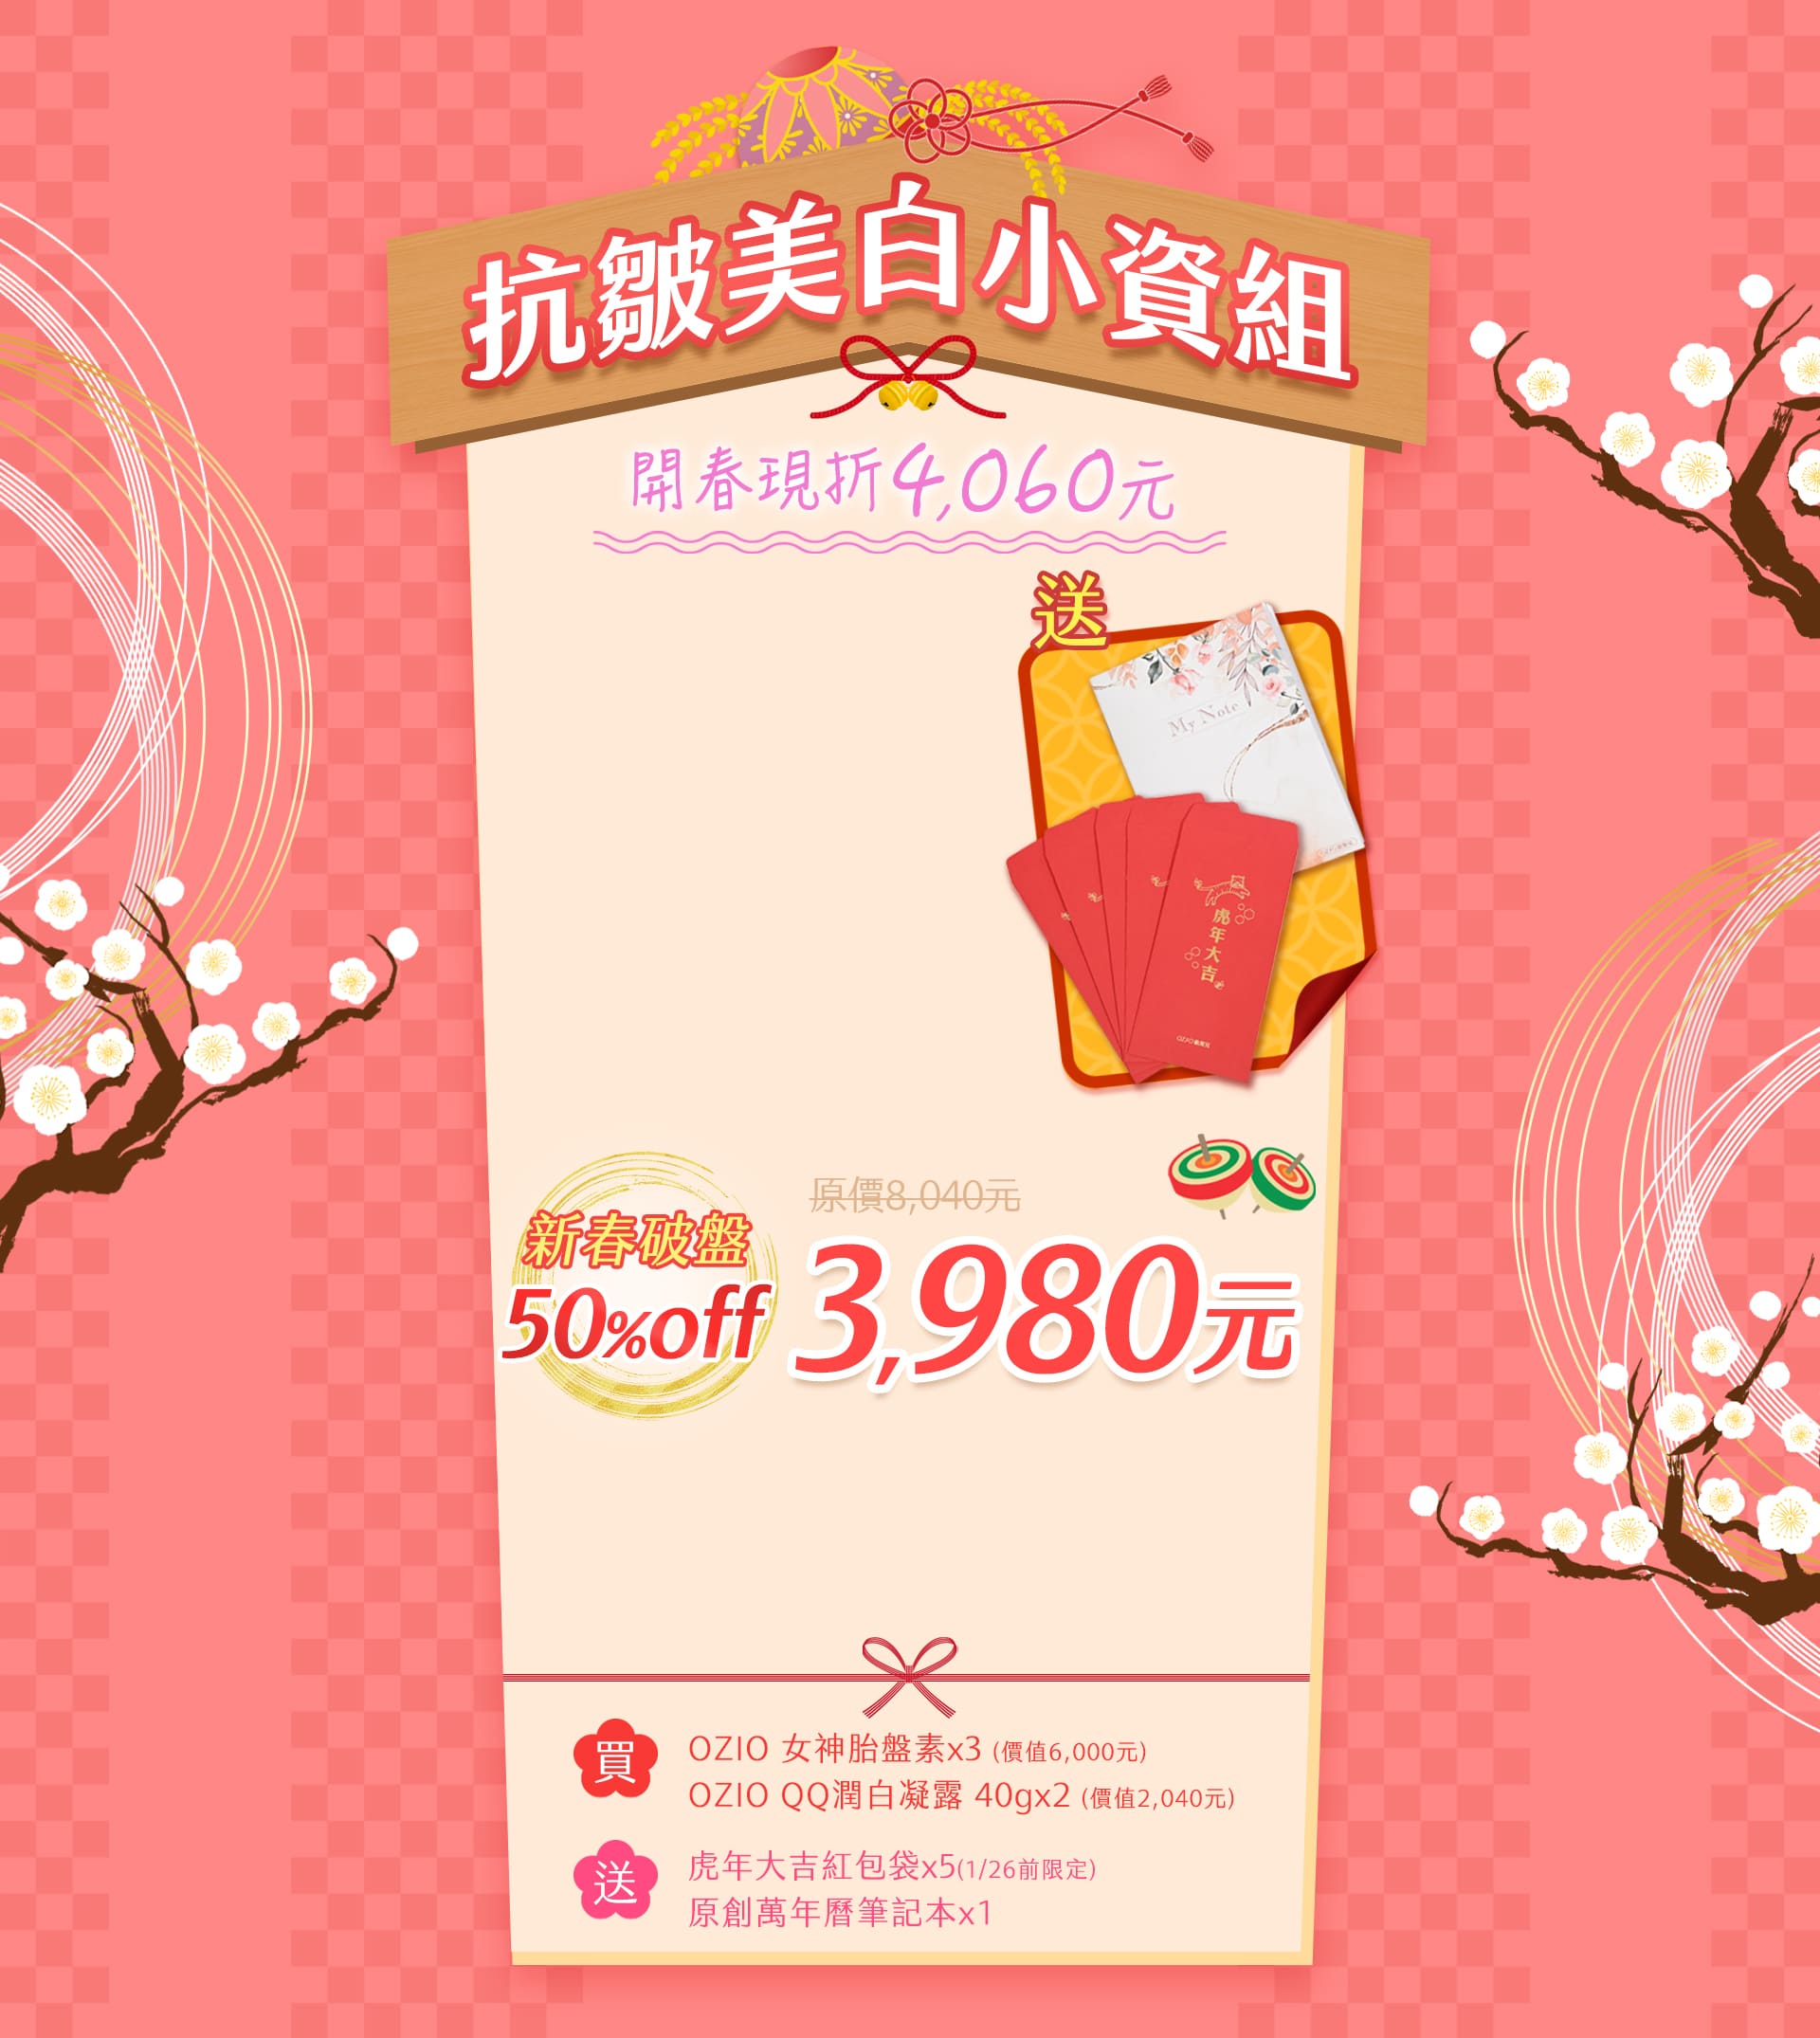 抗皺美白小資組
開春現折4,060元
送
My Note
虎年大吉
原價8,040元
新春破盤
50%off
3,980元
買
OZIO 女神胎盤素x3 (價值6,000元)
OZIO QQ潤白凝露 40gx2 (價值2,040元)
送
虎年大吉紅包袋x5(1/26前限定)
原創萬年曆筆記本x1